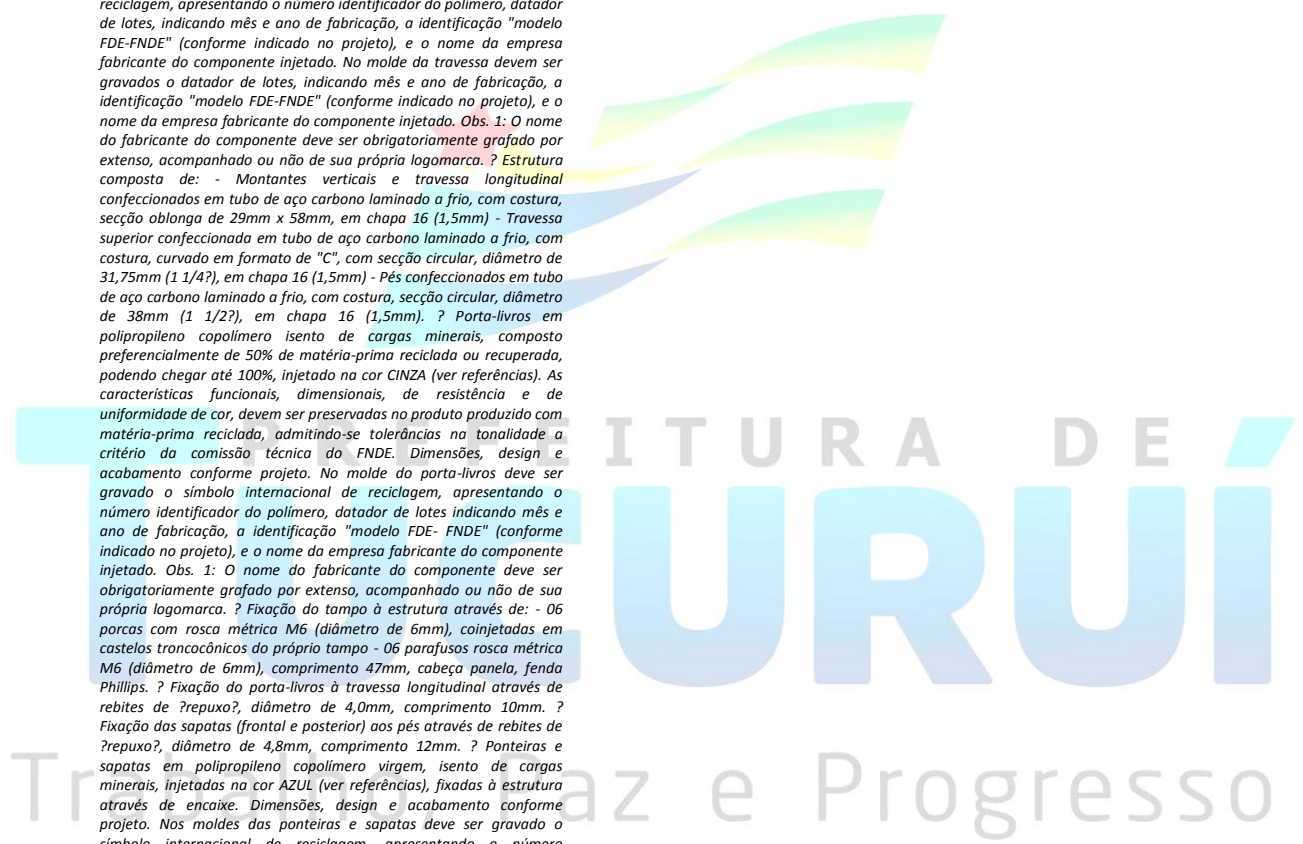 reciclagem, apresentando o número identificador do polímero, datador
de lotes, indicando mês e ano de fabricação, a identificação "modelo
FDE-FNDE" (conforme indicado no projeto), e o nome da empresa
fabricante do componente injetado. No molde da travessa devem ser
gravados o datador de lotes, indicando mês e ano de fabricação, a
identificação "modelo FDE-FNDE" (conforme indicado no projeto), e o
nome da empresa fabricante do componente injetado. Obs. 1: O nome
do fabricante do componente deve ser obrigatoriamente grafado por
extenso, acompanhado ou não de sua própria logomarca. ? Estrutura
composta de: - Montantes verticais e travessa longitudinal
confeccionados em tubo de aço carbono laminado a frio, com costura,
secção oblonga de 29mm x 58mm, em chapa 16 (1,5mm) - Travessa
superior confeccionada em tubo de aço carbono laminado a frio, com
costura, curvado em formato de "C", com secção circular, diâmetro de
31,75mm (1 1/4?), em chapa 16 (1,5mm) - Pés confeccionados em tubo
de aço carbono laminado a frio, com costura, secção circular, diâmetro
de 38mm (1 1/2?), em chapa 16 (1,5mm). ? Porta-livros em
polipropileno copolímero isento de cargas minerais, composto
preferencialmente de 50% de matéria-prima reciclada ou recuperada,
podendo chegar até 100%, injetado na cor CINZA (ver referências). As
características funcionais, dimensionais, de resistência e de
uniformidade de cor, devem ser preservadas no produto produzido com
matéria-prima reciclada, admitindo-se tolerâncias na tonalidade a
critério da comissão técnica do FNDE. Dimensões, design e
acabamento conforme projeto. No molde do porta-livros deve ser
gravado o símbolo internacional de reciclagem, apresentando o
número identificador do polímero, datador de lotes indicando mês e
ano de fabricação, a identificação "modelo FDE- FNDE" (conforme
indicado no projeto), e o nome da empresa fabricante do componente
injetado. Obs. 1: O nome do fabricante do componente deve ser
obrigatoriamente grafado por extenso, acompanhado ou não de sua
própria logomarca. ? Fixação do tampo à estrutura através de: - 06
porcas com rosca métrica M6 (diâmetro de 6mm), coinjetadas em
castelos troncocônicos do próprio tampo - 06 parafusos rosca métrica
M6 (diâmetro de 6mm), comprimento 47mm, cabeça panela, fenda
Phillips. ? Fixação do porta-livros à travessa longitudinal através de
rebites de ?repuxo?, diâmetro de 4,0mm, comprimento 10mm. ?
Fixação das sapatas (frontal e posterior) aos pés através de rebites de
?repuxo?, diâmetro de 4,8mm, comprimento 12mm. ? Ponteiras e
sapatas em polipropileno copolímero virgem, isento de cargas
minerais, injetadas na cor AZUL (ver referências), fixadas à estrutura
através de encaixe. Dimensões, design e acabamento conforme
projeto. Nos moldes das ponteiras e sapatas deve ser gravado o
símbolo internacional de reciclagem, apresentando o número
PREFEITURA DE
TUCURUÍ
Trabalho, Paz e Progresso